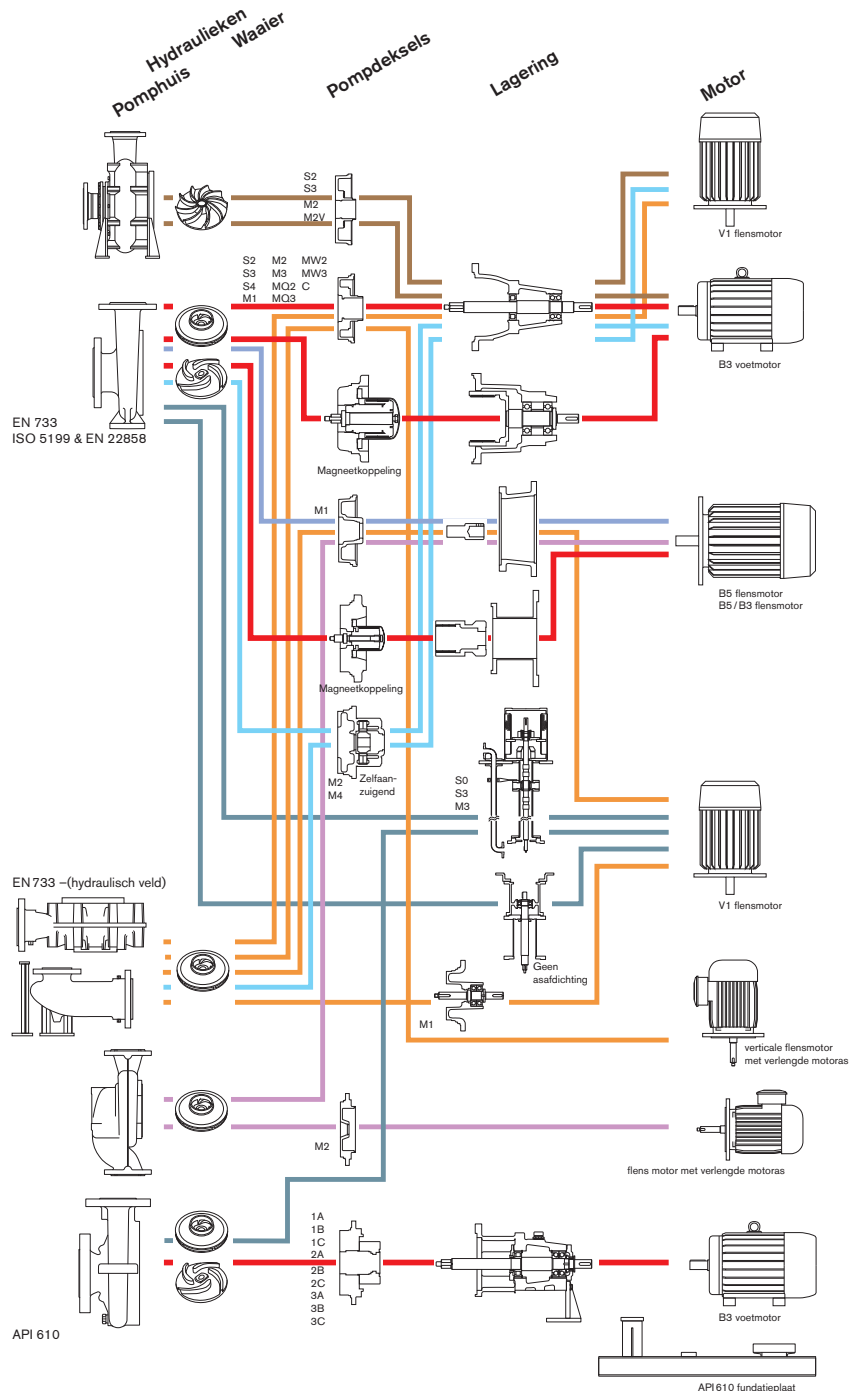 Hydraulieken
Pomphuis
Waaier
Pompdeksels
Lagering
Motor
S2
S3
M2
M2V
V1 flensmotor
S2 M2 MW2
S3 M3 MW3
S4 MQ2 C
M1 MQ3
B3 voetmotor
EN 733
ISO 5199 & EN 22858
Magneetkoppeling
M1
B5 flensmotor
B5/B3 flensmotor
Magneetkoppeling
M2
M4
Zelfaan-
zuigend
S0
S3
M3
V1 flensmotor
EN 733 –(hydraulisch veld)
Geen
asafdichting
M1
verticale flensmotor
met verlengde motoras
M2
flens motor met verlengde motoras
1A
1B
1C
2A
2B
2C
3A
3B
3C
B3 voetmotor
API 610
API 610 fundatieplaat